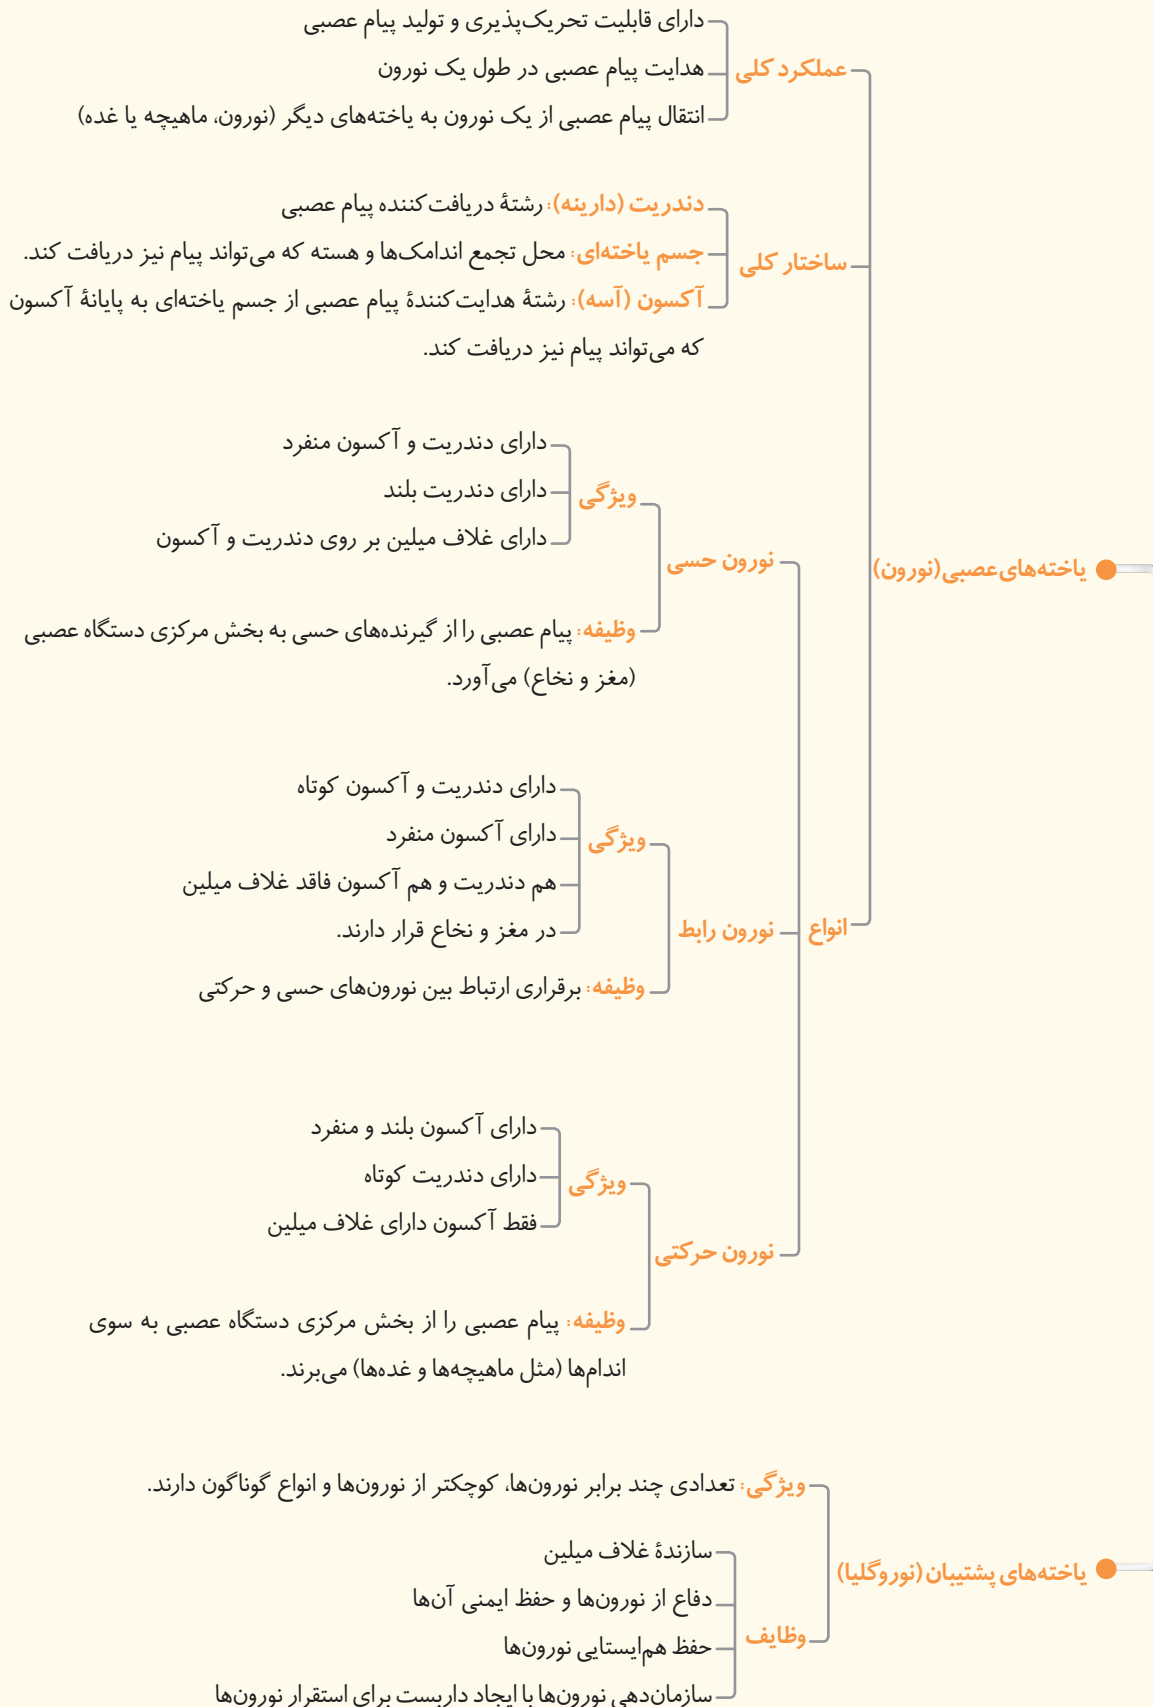 دارای قابلیت تحریک‌پذیری و تولید پیام عصبی
عملکرد کلی
هدایت پیام عصبی در طول یک نورون
انتقال پیام عصبی از یک نورون به یاخته‌های دیگر (نورون، ماهیچه یا غده)
دندریت (دارینه): رشتهٔ دریافت‌کننده پیام عصبی
ساختار کلی
جسم یاخته‌ای: محل تجمع اندامک‌ها و هسته که می‌تواند پیام نیز دریافت کند.
آکسون (آسه): رشتهٔ هدایت‌کنندهٔ پیام عصبی از جسم یاخته‌ای به پایانهٔ آکسون
که می‌تواند پیام نیز دریافت کند.
یاخته‌های‌عصبی(نورون)
انواع
نورون حسی
ویژگی
دارای دندریت و آکسون منفرد
دارای دندریت بلند
دارای غلاف میلین بر روی دندریت و آکسون
وظیفه: پیام عصبی را از گیرنده‌های حسی به بخش مرکزی دستگاه عصبی
(مغز و نخاع) می‌آورد.
نورون رابط
ویژگی
دارای دندریت و آکسون کوتاه
دارای آکسون منفرد
هم دندریت و هم آکسون فاقد غلاف میلین
در مغز و نخاع قرار دارند.
وظیفه: برقراری ارتباط بین نورون‌های حسی و حرکتی
نورون حرکتی
ویژگی
دارای آکسون بلند و منفرد
دارای دندریت کوتاه
فقط آکسون دارای غلاف میلین
وظیفه: پیام عصبی را از بخش مرکزی دستگاه عصبی به سوی
اندام‌ها (مثل ماهیچه‌ها و غده‌ها) می‌برند.
یاخته‌های پشتیبان (نوروگلیا)
ویژگی: تعدادی چند برابر نورون‌ها، کوچکتر از نورون‌ها و انواع گوناگون دارند.
وظایف
سازندهٔ غلاف میلین
دفاع از نورون‌ها و حفظ ایمنی آن‌ها
حفظ هم‌ایستایی نورون‌ها
سازمان‌دهی نورون‌ها با ایجاد داربست برای استقرار نورون‌ها